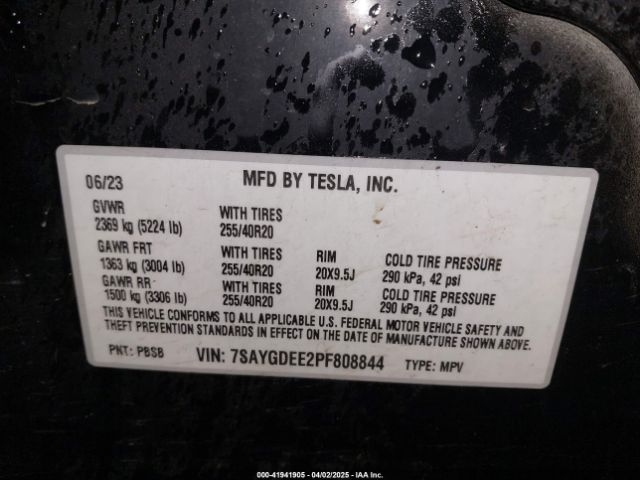 06/23 MFD BY TESLA, INC.
GVWR WITH TIRES
2369 kg (5224 lb) 255/40R20
GAWR FRT WITH TIRES RIM COLD TIRE PRESSURE
1363 kg (3004 lb) 255/40R20 20X9.5J 290 kPa, 42 psi
GAWR RR WITH TIRES RIM COLD TIRE PRESSURE
1500 kg (3306 lb) 255/40R20 20X9.5J 290 kPa, 42 psi
THIS VEHICLE CONFORMS TO ALL APPLICABLE U.S. FEDERAL MOTOR VEHICLE SAFETY AND
THEFT PREVENTION STANDARDS IN EFFECT ON THE DATE OF MANUFACTURE SHOWN ABOVE.
PNT: PBSB VIN: 7SAYGDEE2PF808844 TYPE: MPV
000-41941905 - 04/02/2025 - IAA Inc.